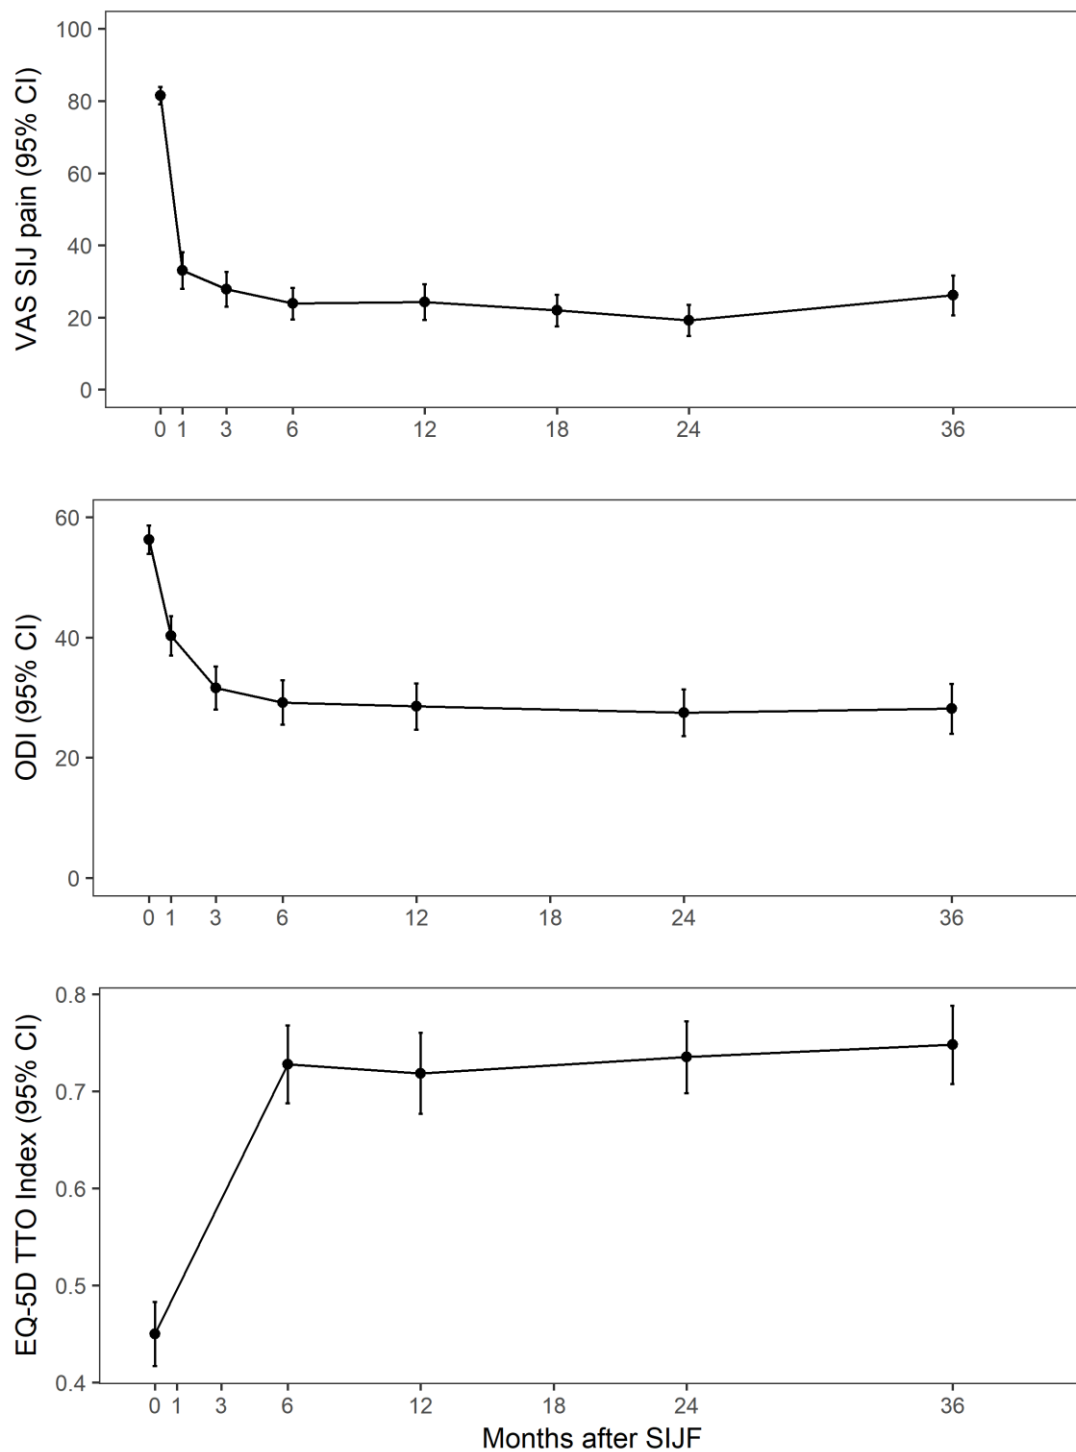 VAS SIJ pain (95% CI)
100
80
60
40
20
0
0 1 3 6 12 18 24 36
ODI (95% CI)
60
40
20
0
0 1 3 6 12 18 24 36
EQ-5D TTO Index (95% CI)
0.8
0.7
0.6
0.5
0.4
0 1 3 6 12 18 24 36
Months after SIJF